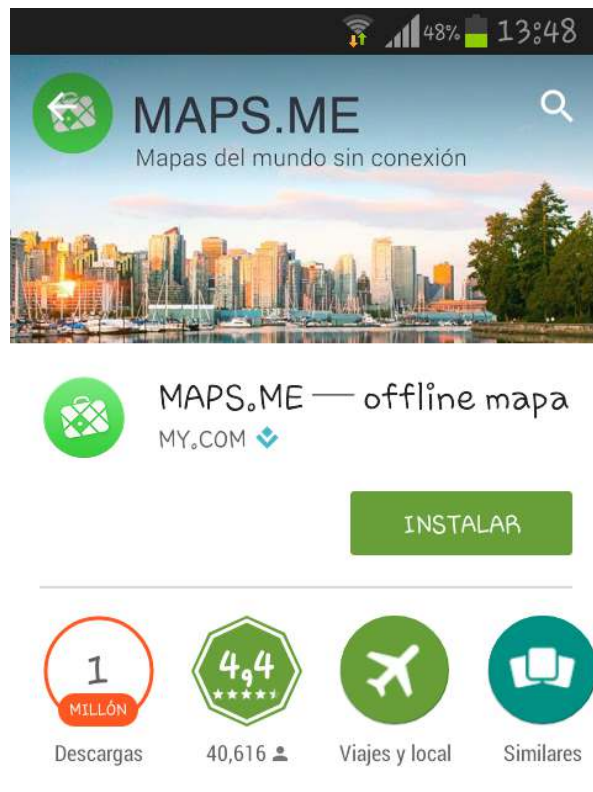 48% 13:48
MAPS.ME
Mapas del mundo sin conexión
MAPS.ME — offline mapa
MY.COM
INSTALAR
1 4,4
MILLÓN
Descargas 40,616 Viajes y local Similares